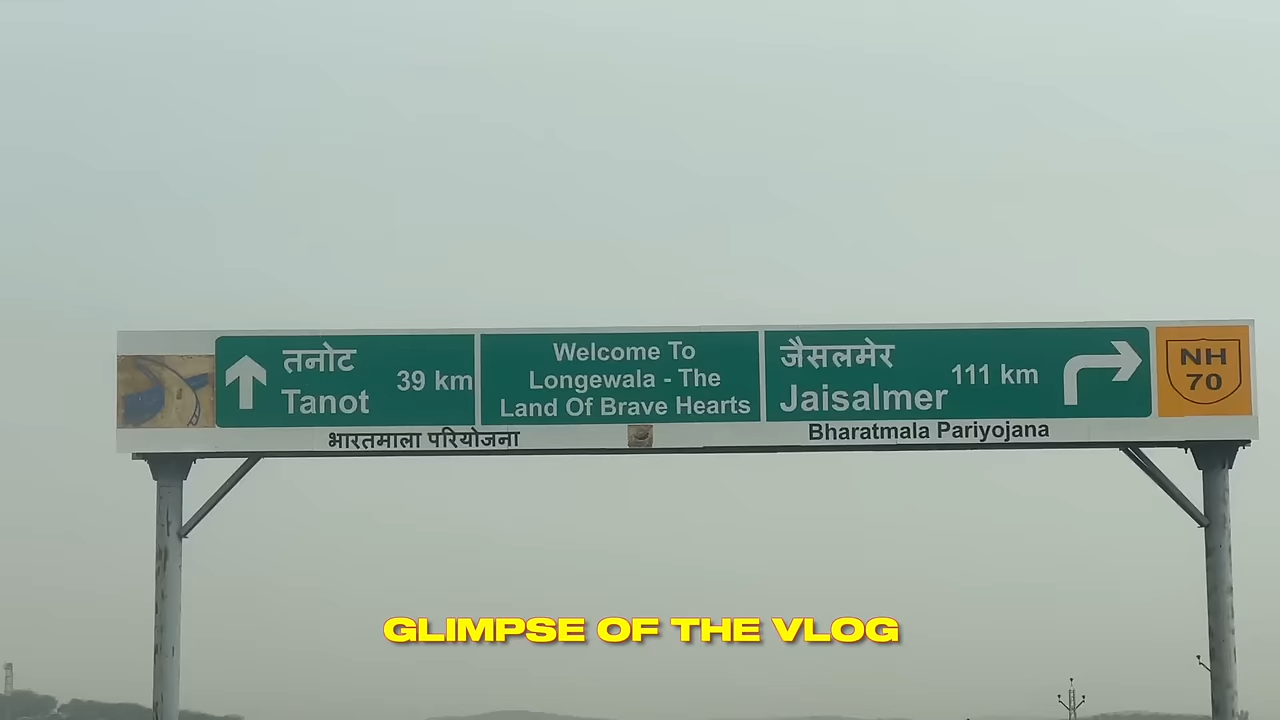 तनोट
Tanot
39 km
Welcome To
Longewala - The
Land Of Brave Hearts
जैसलमेर
Jaisalmer
111 km
NH
70
भारतमाला परियोजना
Bharatmala Pariyojana
GLIMPSE OF THE VLOG